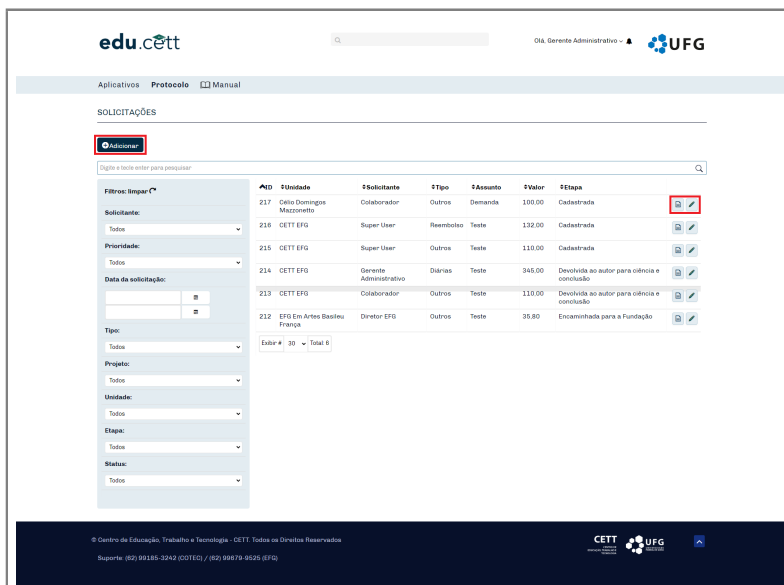 edu.cett
Olá, Gerente Administrativo
UFG
Aplicativos Protocolo Manual
SOLICITAÇÕES
Adicionar
Digite e tecle enter para pesquisar
Filtros: limpar
Solicitante:
Todos
Prioridade:
Todos
Data da solicitação:
Tipo:
Todos
Projeto:
Todos
Unidade:
Todos
Etapa:
Todos
Status:
Todos
ID Unidade Solicitante Tipo Assunto Valor Etapa
217 Célio Domingos Colaborador Outros Demanda 100,00 Cadastrada
Mazzonetto
216 CETT EFG Super User Reembolso Teste 132,00 Cadastrada
215 CETT EFG Super User Outros Teste 110,00 Cadastrada
214 CETT EFG Gerente Diárias Teste 345,00 Devolvida ao autor para ciência e
Administrativo conclusão
213 CETT EFG Colaborador Outros Teste 110,00 Devolvida ao autor para ciência e
conclusão
212 EFG Em Artes Basileu Diretor EFG Outros Teste 35,80 Encaminhada para a Fundação
França
Exibir # 30 Total: 6
© Centro de Educação, Trabalho e Tecnologia - CETT. Todos os Direitos Reservados
Suporte: (62) 99185-3242 (COTEC) / (62) 99679-9525 (EFG)
CETT
UFG